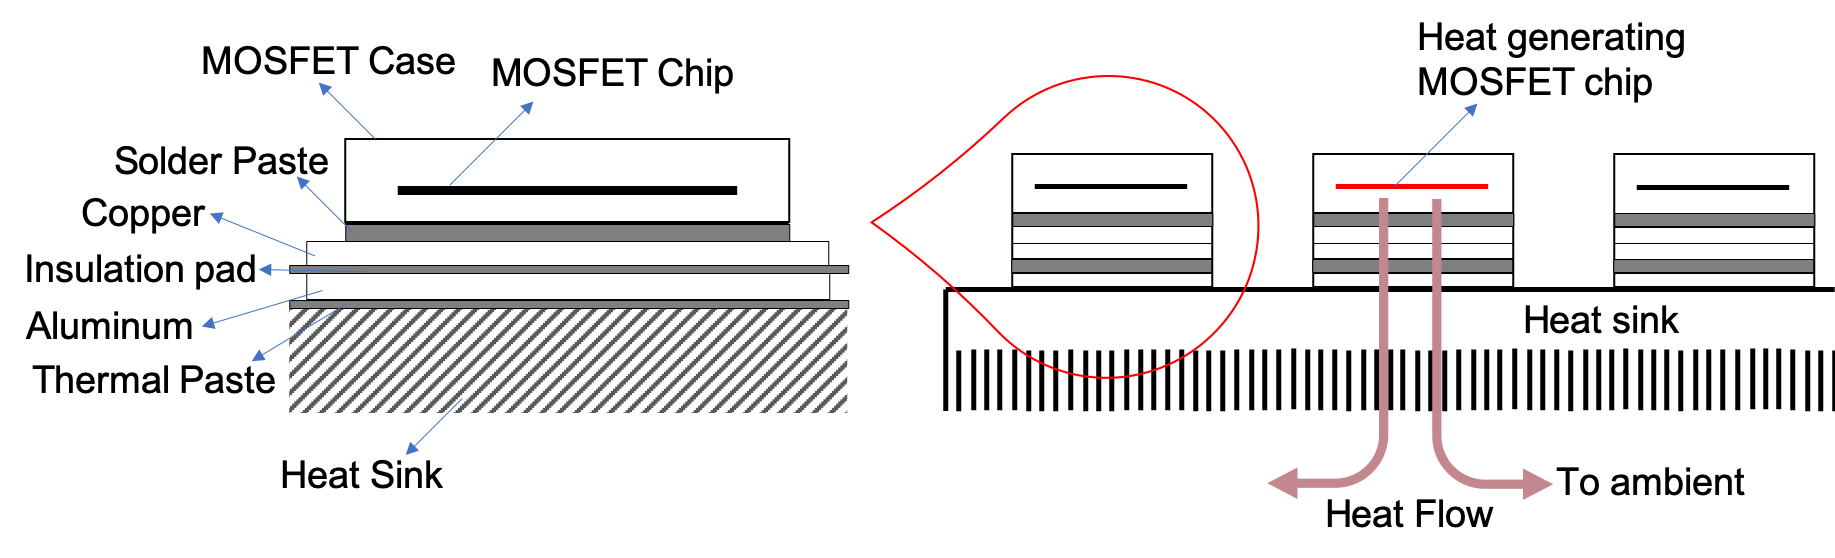 MOSFET Case
MOSFET Chip
Solder Paste
Copper
Insulation pad
Aluminum
Thermal Paste
Heat Sink
Heat generating
MOSFET chip
Heat sink
To ambient
Heat Flow